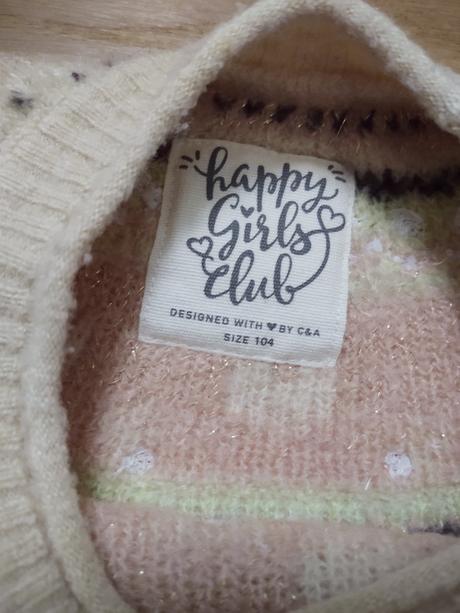 happy
Girls
club
DESIGNED WITH ♥ BY C&A
SIZE 104